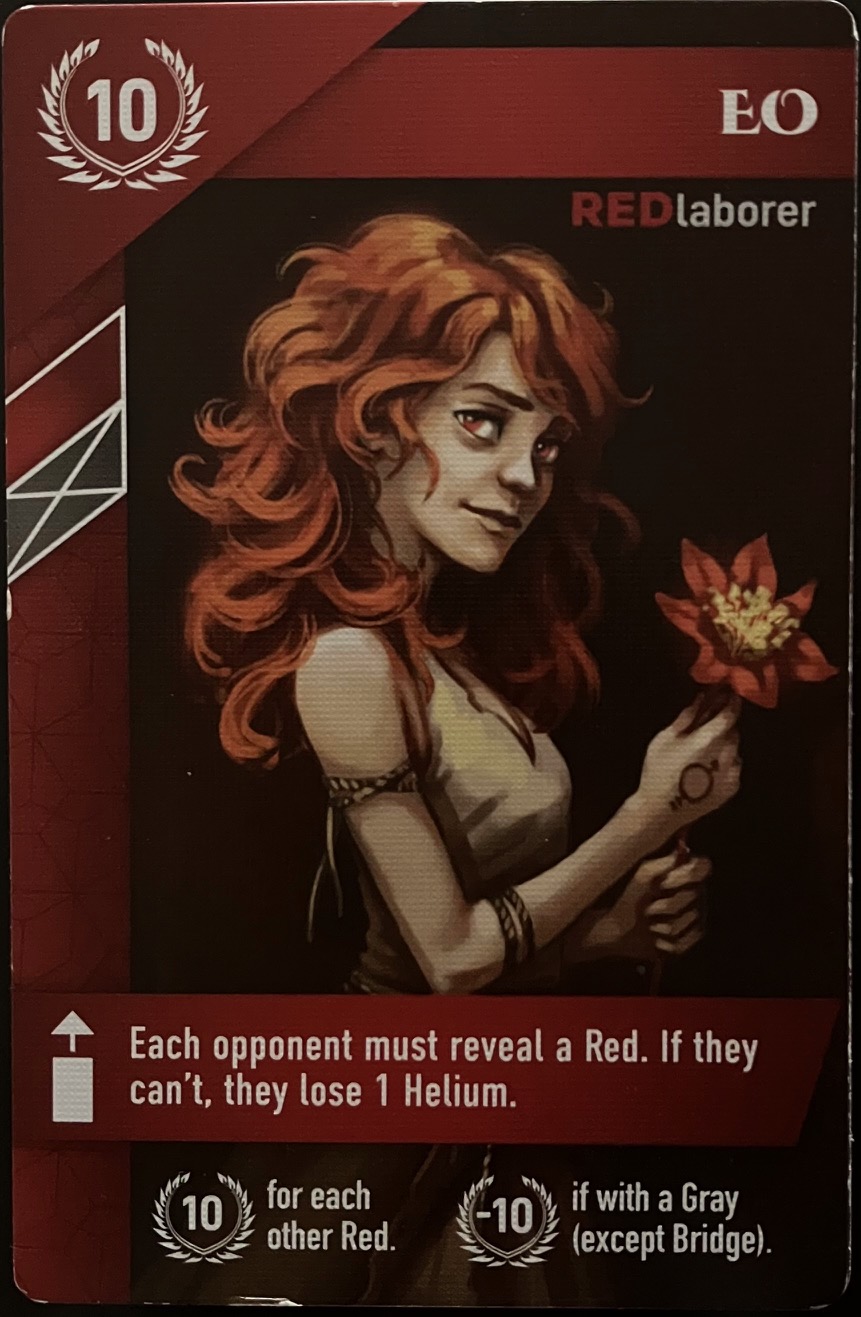 10
EO
REDlaborer
Each opponent must reveal a Red. If they
can't, they lose 1 Helium.
10 for each
other Red.
-10 if with a Gray
(except Bridge).